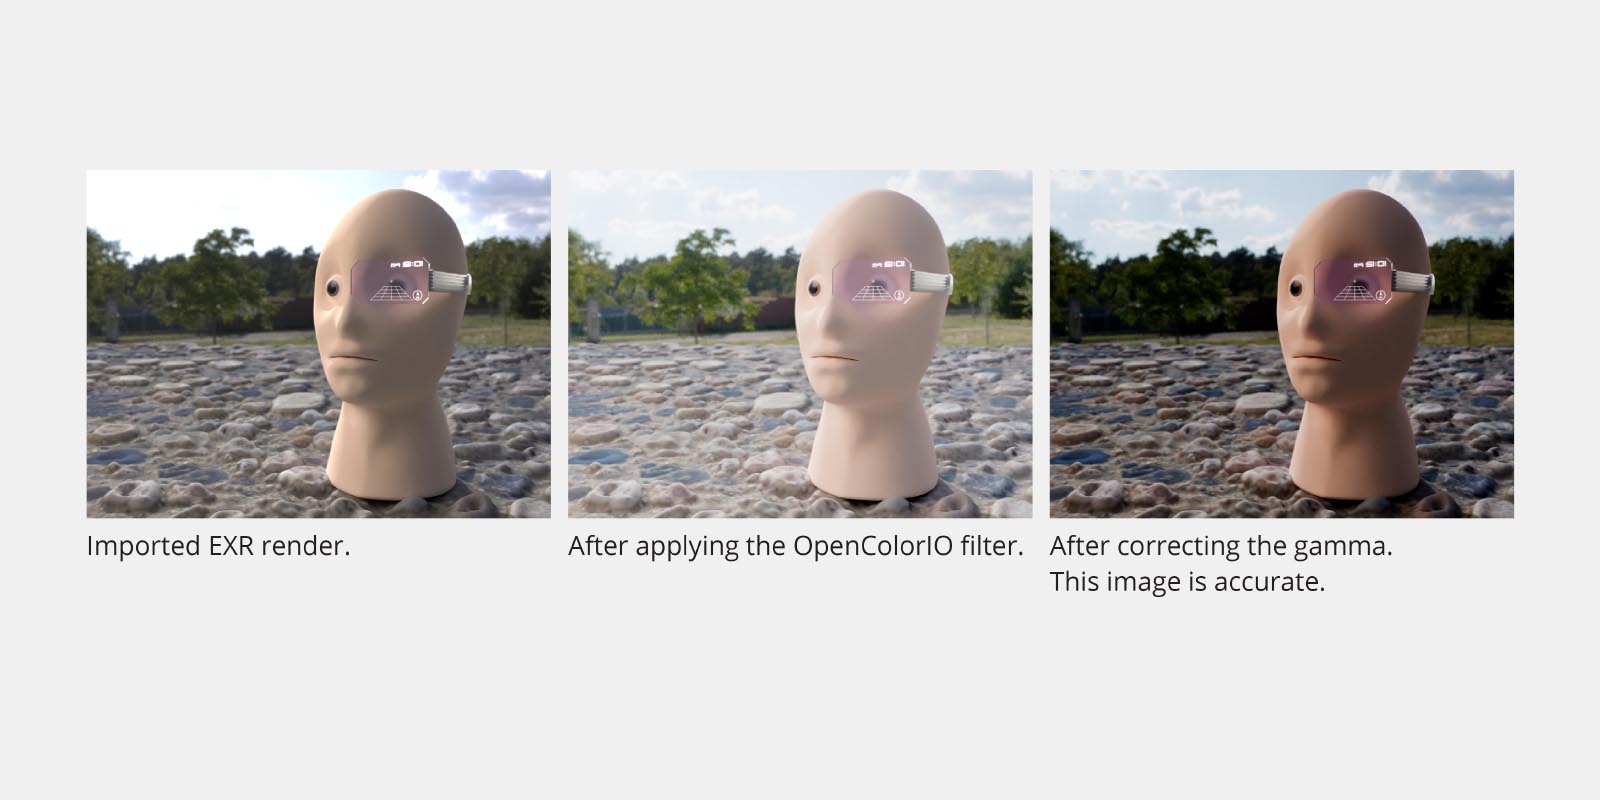 Imported EXR render.
After applying the OpenColorIO filter.
After correcting the gamma.
This image is accurate.